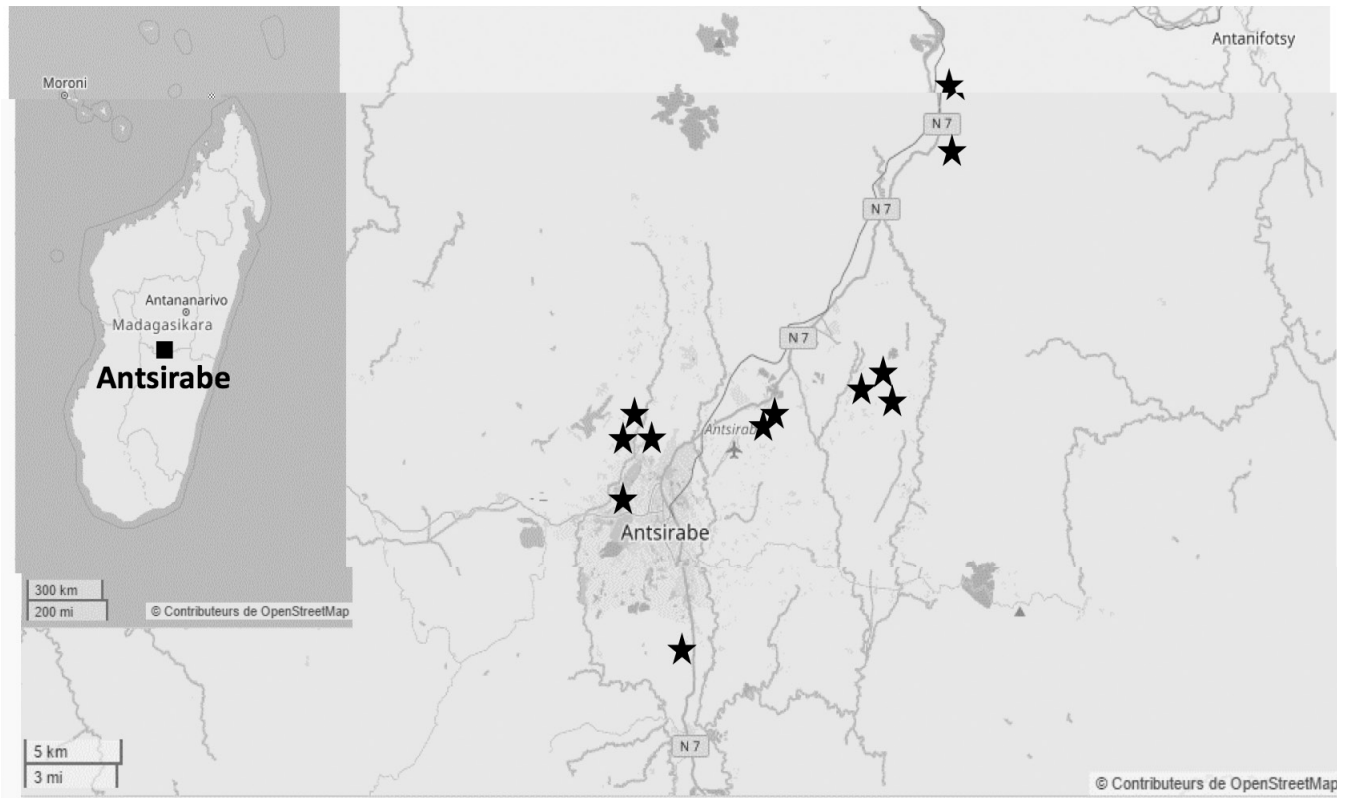 Moroni
Antananarivo
Madagasikara
Antsirabe
300 km
200 mi
© Contributeurs de OpenStreetMap
Antanifotsy
N 7
N 7
N 7
Antsirabe
N 7
5 km
3 mi
© Contributeurs de OpenStreetMap